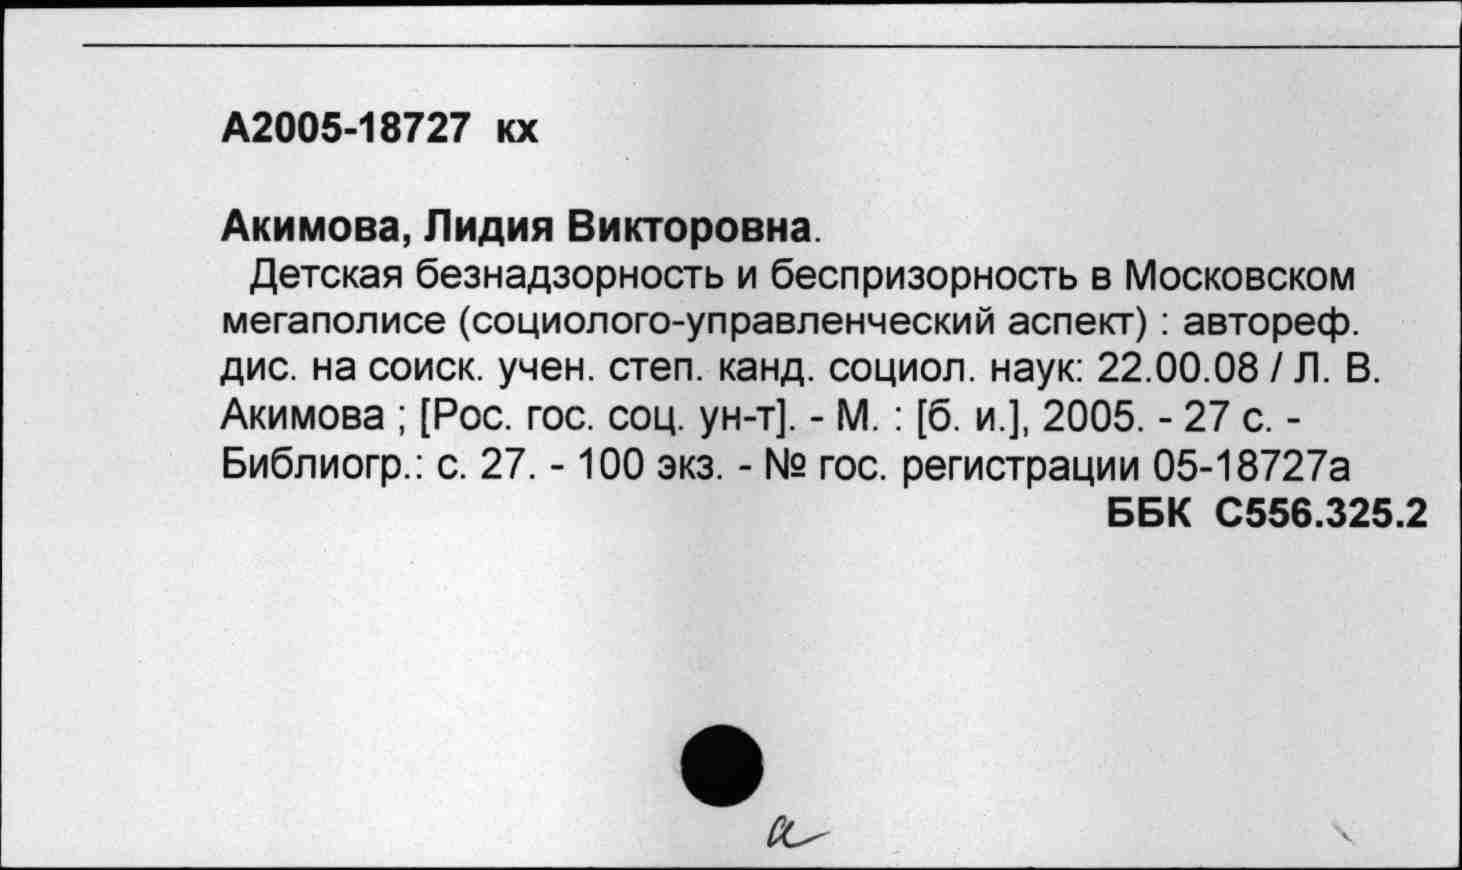 А2005-18727 кх
Акимова, Лидия Викторовна.
Детская безнадзорность и беспризорность в Московском
мегаполисе (социолого-управленческий аспект) : автореф.
дис. на соиск. учен. степ. канд. социол. наук: 22.00.08 / Л. В.
Акимова ; [Рос. гос. соц. ун-т]. - М. : [б. и.], 2005. - 27 с. -
Библиогр.: с. 27. - 100 экз. - № гос. регистрации 05-18727а
ББК С556.325.2
а